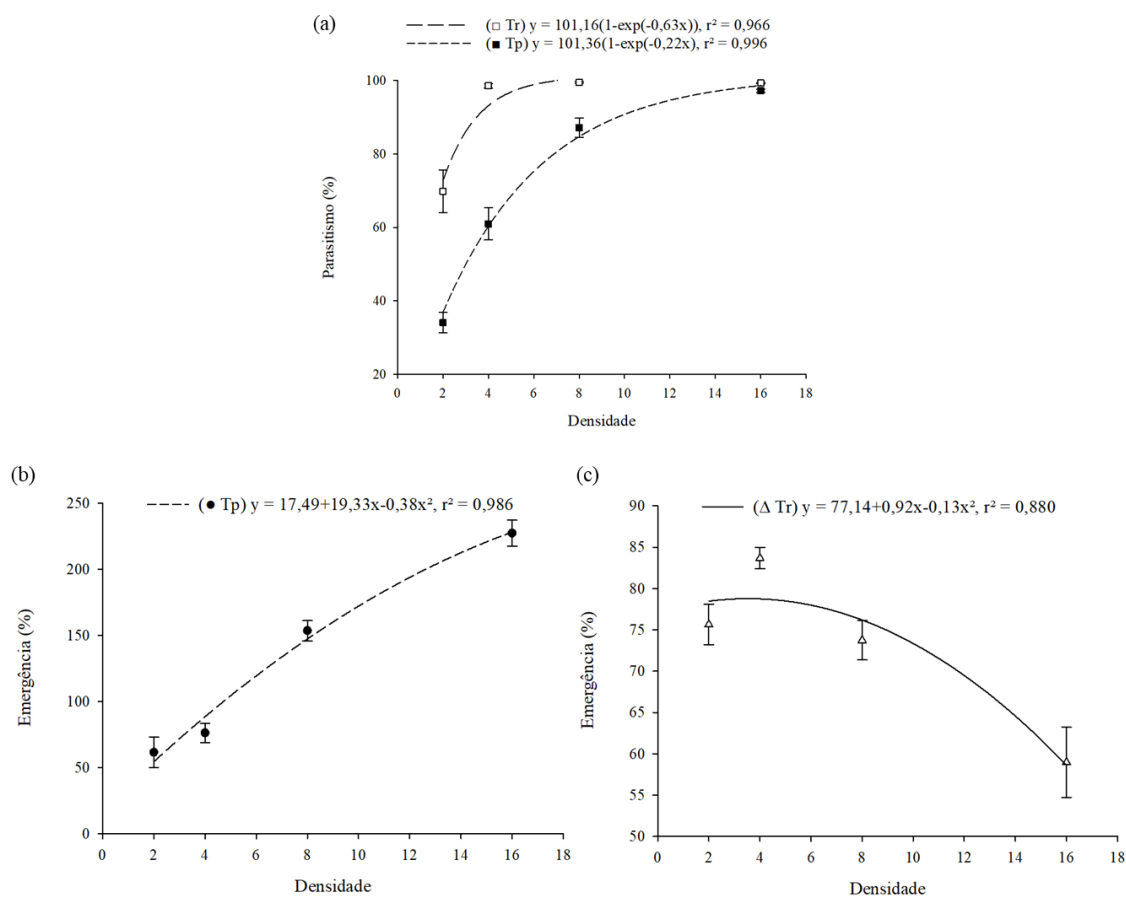 (a)
(□ Tr) y = 101,16(1-exp(-0,63x)), r² = 0,966
(■ Tp) y = 101,36(1-exp(-0,22x), r² = 0,996
100
80
60
40
20
Parasitismo (%)
0 2 4 6 8 10 12 14 16 18
Densidade
(b)
(● Tp) y = 17,49+19,33x-0,38x², r² = 0,986
250
200
150
100
50
0
Emergência (%)
0 2 4 6 8 10 12 14 16 18
Densidade
(c)
(Δ Tr) y = 77,14+0,92x-0,13x², r² = 0,880
90
85
80
75
70
65
60
55
50
Emergência (%)
0 2 4 6 8 10 12 14 16 18
Densidade